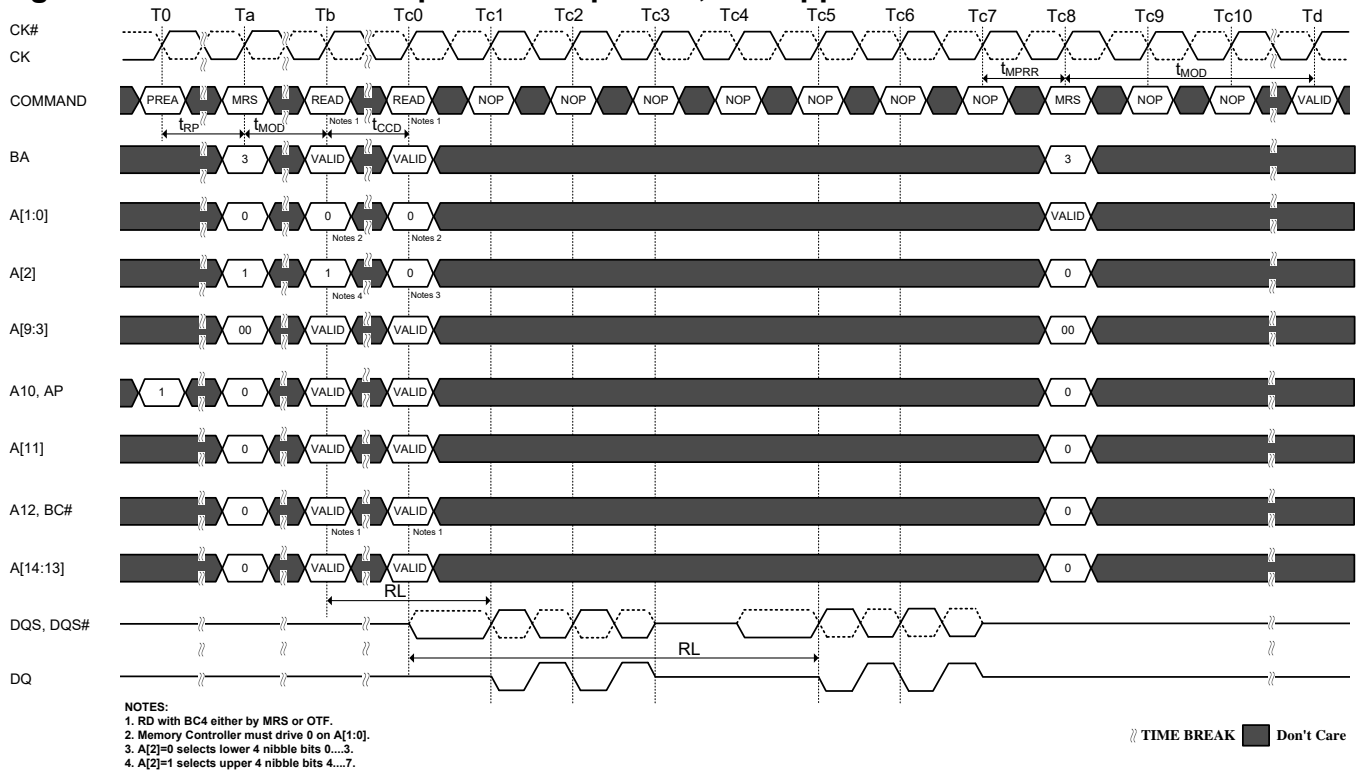 T0 Ta Tb Tc0 Tc1 Tc2 Tc3 Tc4 Tc5 Tc6 Tc7 Tc8 Tc9 Tc10 Td
CK#
CK
tMPRR tMOD
COMMAND PREA MRS READ READ NOP NOP NOP NOP NOP NOP NOP MRS NOP NOP VALID
Notes 1 Notes 1
tRP tMOD tCCD
BA 3 VALID VALID 3
A[1:0] 0 0 0 VALID
Notes 2 Notes 2
A[2] 1 1 0 0
Notes 4 Notes 3
A[9:3] 00 VALID VALID 00
A10, AP 1 0 VALID VALID 0
A[11] 0 VALID VALID 0
A12, BC# 0 VALID VALID 0
Notes 1 Notes 1
A[14:13] 0 VALID VALID 0
RL
DQS, DQS#
RL
DQ
NOTES:
1. RD with BC4 either by MRS or OTF.
2. Memory Controller must drive 0 on A[1:0].
3. A[2]=0 selects lower 4 nibble bits 0....3.
4. A[2]=1 selects upper 4 nibble bits 4....7.
TIME BREAK Don't Care